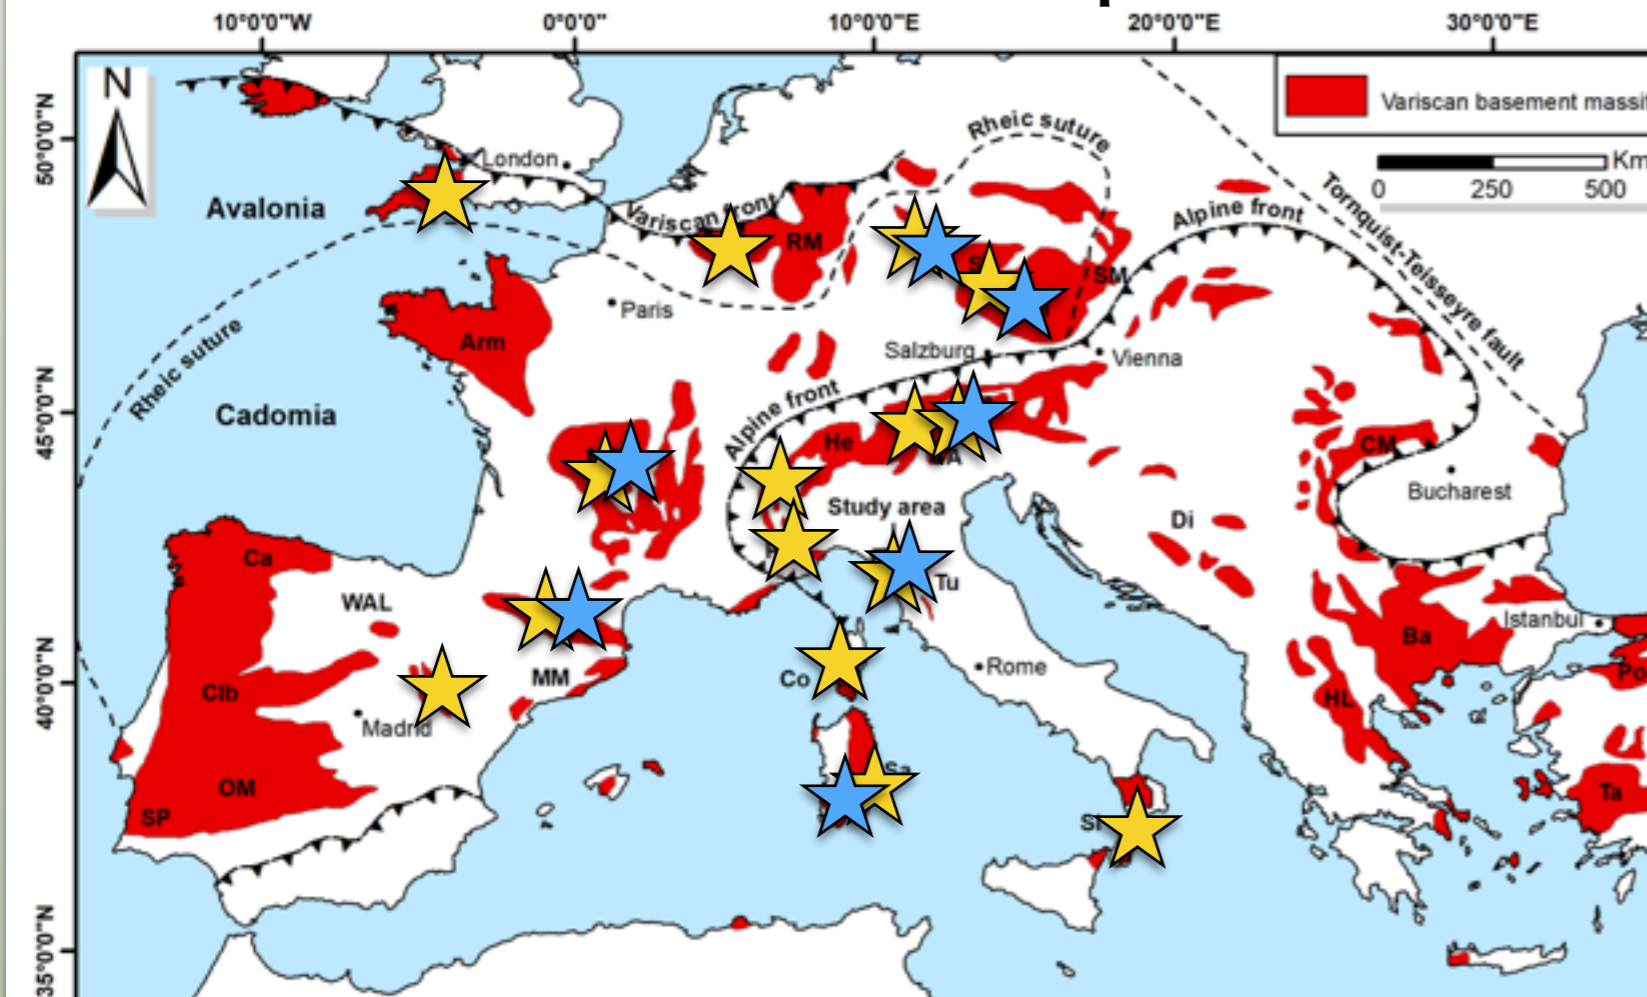 10°0'0"W 0°0'0" 10°0'0"E 20°0'0"E 30°0'0"E
N
Variscan basement massif
Km
0 250 500
50°0'0"N
45°0'0"N
40°0'0"N
35°0'0"N
Rheic suture
London
Avalonia
Variscan front
RM
Alpine front
Tornquist-Teisseyre fault
SM
Paris
Arm
Salzburg
Vienna
Rheic suture
Cadomia
Alpine front
He
CM
Bucharest
Study area
Di
Ca
WAL
Tu
Istanbul
Ba
CIb
MM
Co
Rome
HL
Po
Madrid
OM
Sa
Ta
SP